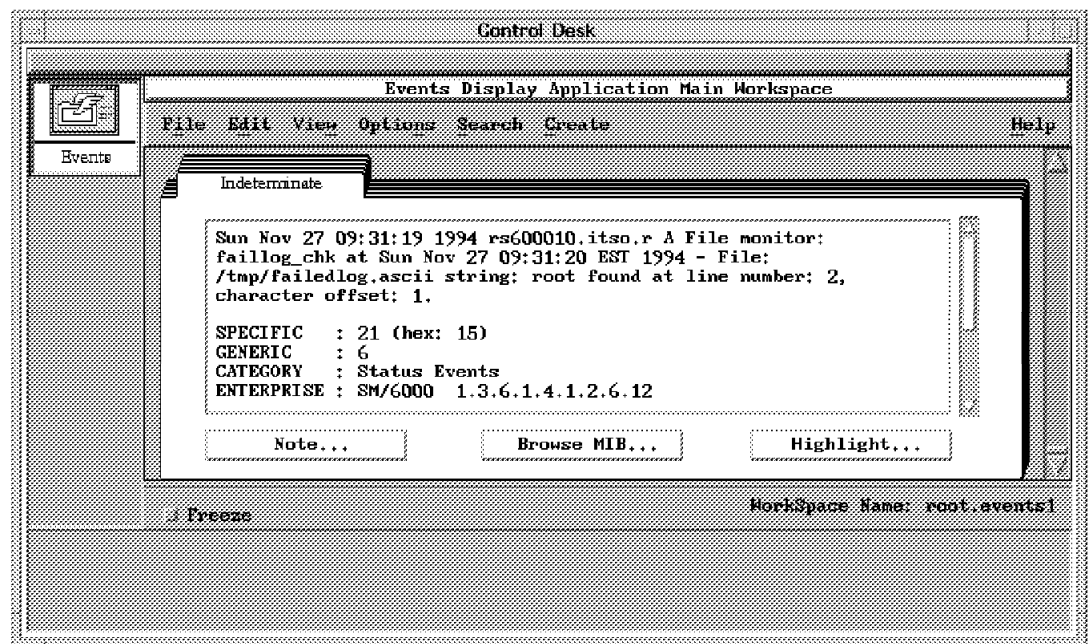 Control Desk
Events Display Application Main Workspace
File Edit View Options Search Create Help
Events
Indeterminate
Sun Nov 27 09:31:19 1994 rs600010.itso.r A File monitor:
faillog_chk at Sun Nov 27 09:31:20 EST 1994 - File:
/tmp/failedlog.ascii string: root found at line number: 2,
character offset: 1.
SPECIFIC : 21 (hex: 15)
GENERIC : 6
CATEGORY : Status Events
ENTERPRISE : SM/6000 1.3.6.1.4.1.2.6.12
Note... Browse MIB... Highlight...
Freeze
WorkSpace Name: root.events1